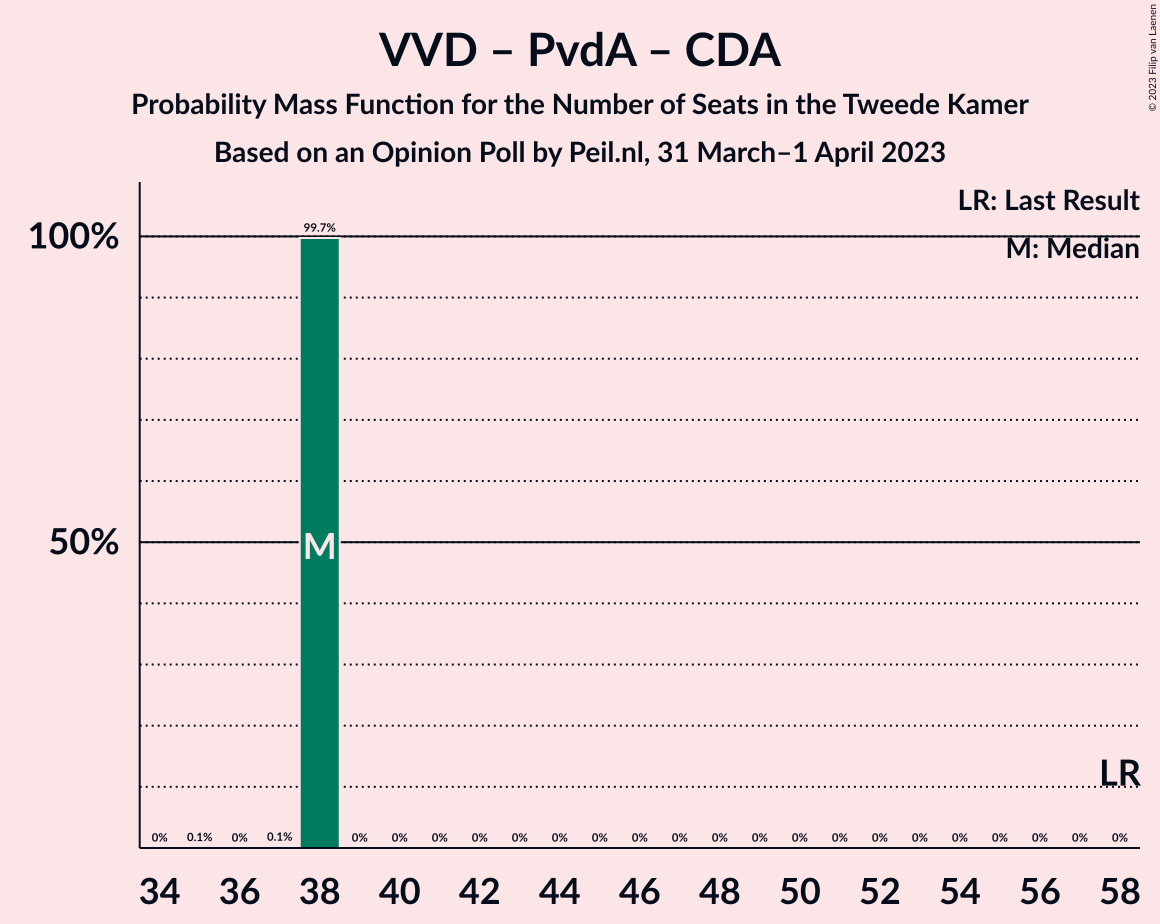 VVD – PvdA – CDA
Probability Mass Function for the Number of Seats in the Tweede Kamer
Based on an Opinion Poll by Peil.nl, 31 March–1 April 2023
© 2023 Filip van Laenen
LR: Last Result
M: Median
100%
50%
99.7%
M
LR
0% 0.1% 0% 0.1% 0% 0% 0% 0% 0% 0% 0% 0% 0% 0% 0% 0% 0% 0% 0% 0% 0% 0% 0% 0%
34 36 38 40 42 44 46 48 50 52 54 56 58